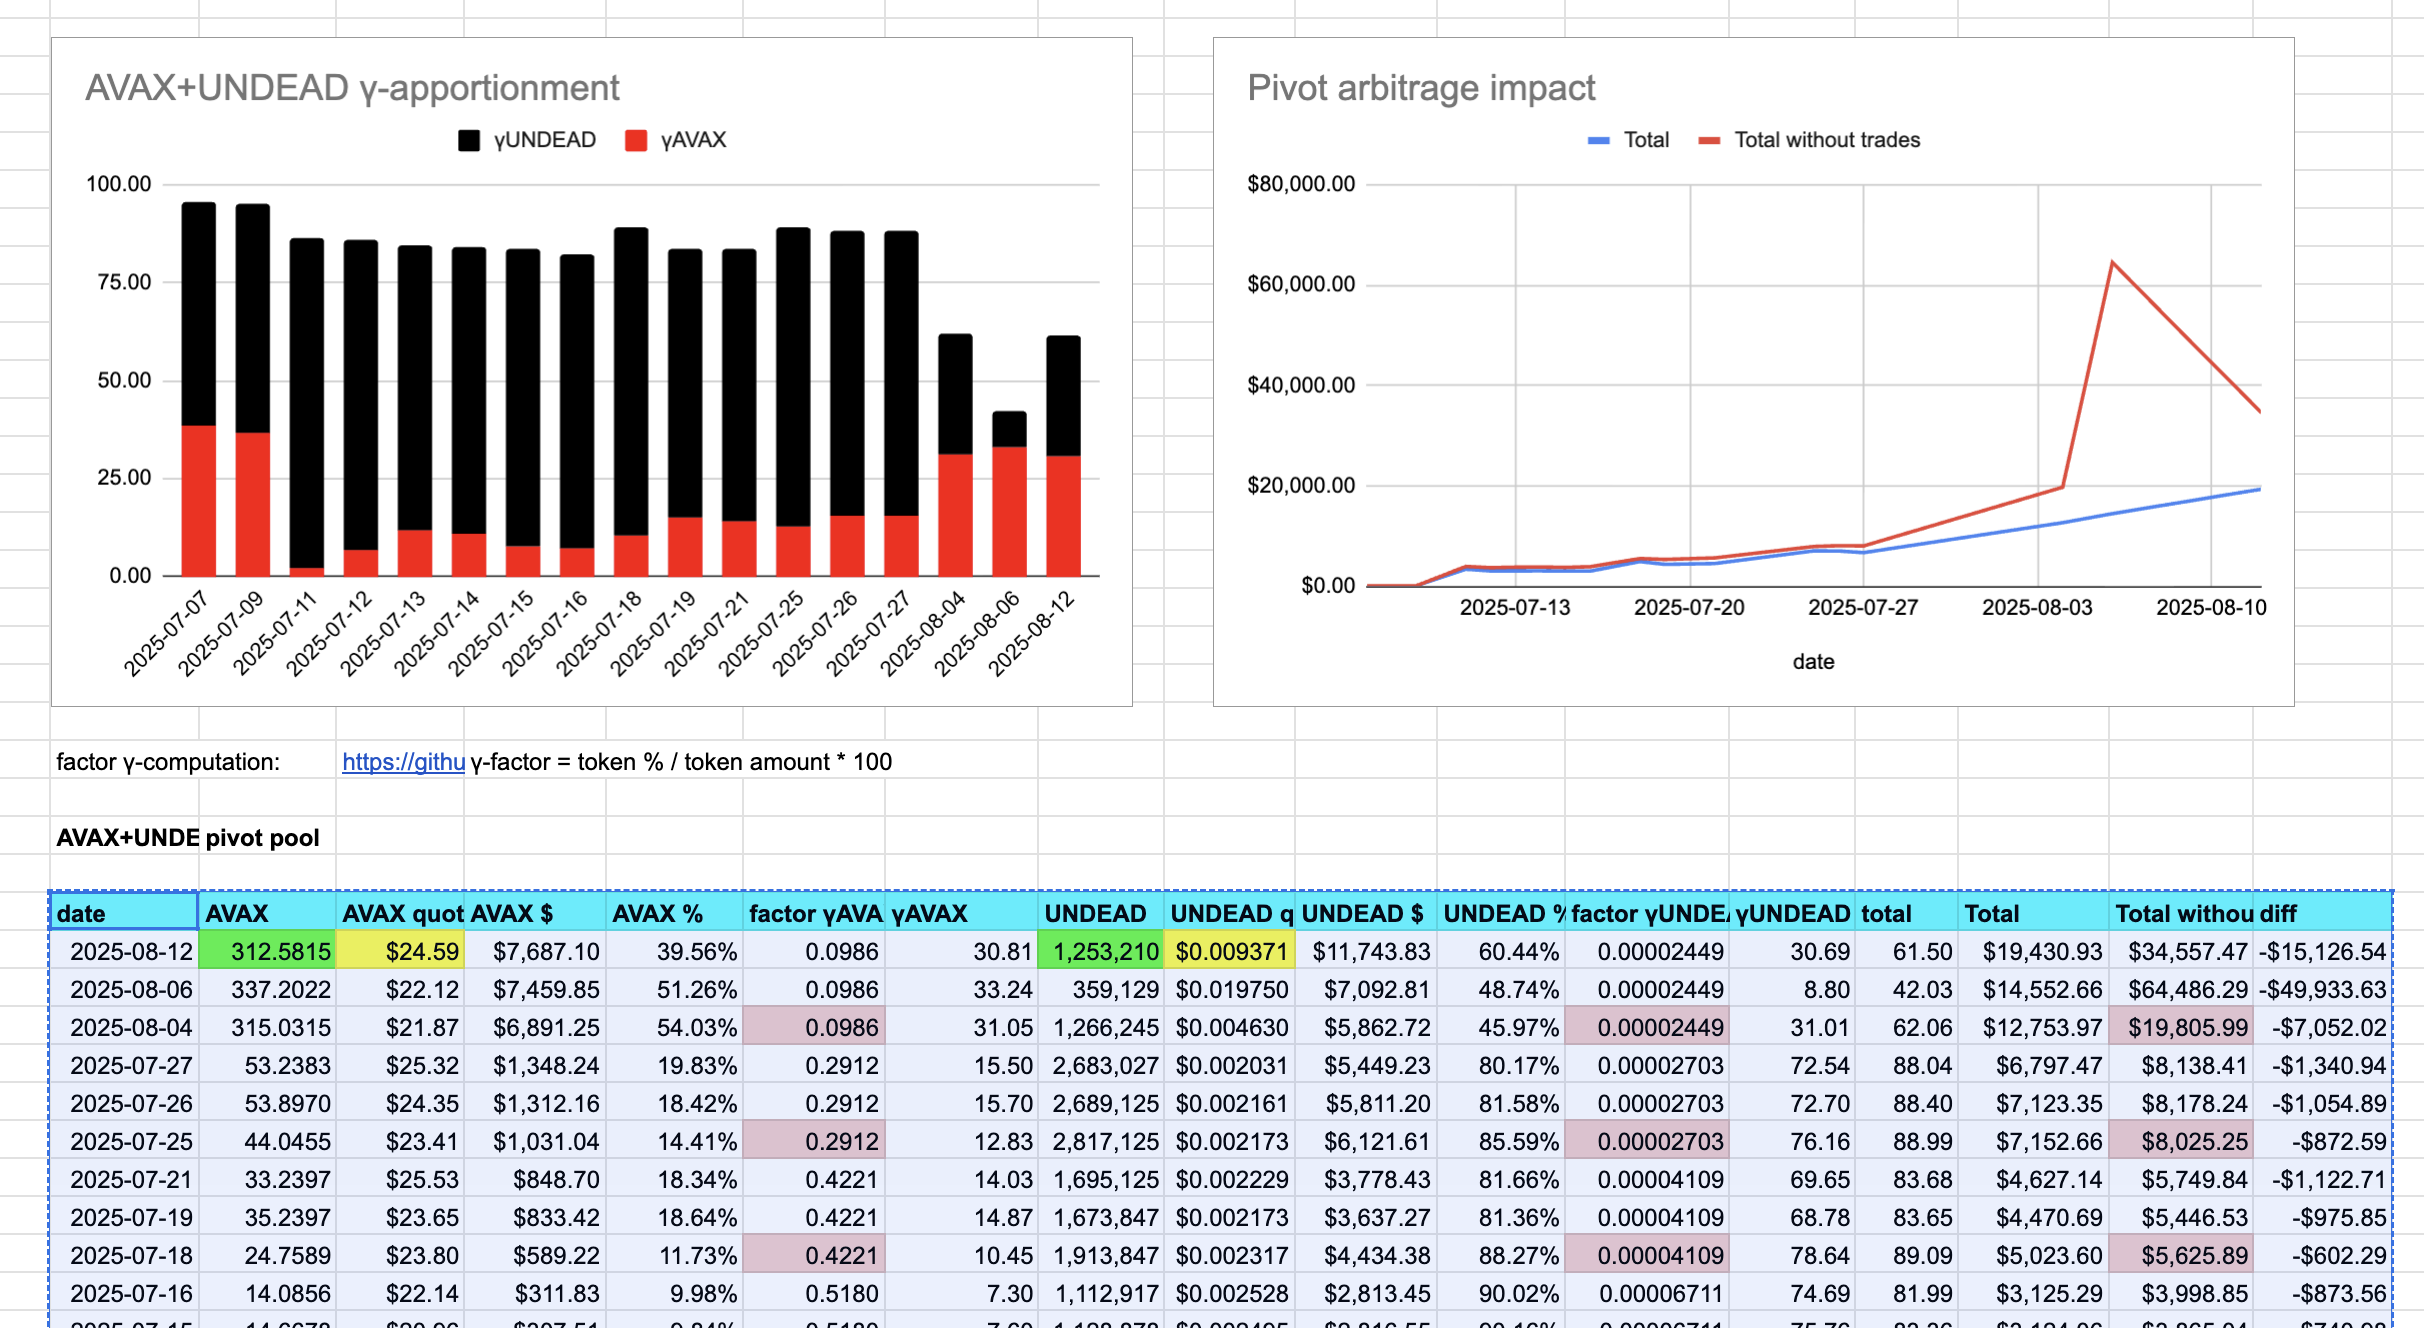 AVAX+UNDEAD γ-apportionment
γUNDEAD γAVAX
100.00
75.00
50.00
25.00
0.00
2025-07-07 2025-07-09 2025-07-11 2025-07-12 2025-07-13 2025-07-14 2025-07-15 2025-07-16 2025-07-18 2025-07-19 2025-07-21 2025-07-25 2025-07-26 2025-07-27 2025-08-04 2025-08-06 2025-08-12
Pivot arbitrage impact
Total Total without trades
$80,000.00
$60,000.00
$40,000.00
$20,000.00
$0.00
2025-07-13 2025-07-20 2025-07-27 2025-08-03 2025-08-10
date
factor γ-computation: https://githu γ-factor = token % / token amount * 100
AVAX+UNDE pivot pool
date AVAX AVAX quot AVAX $ AVAX % factor γAVA γAVAX UNDEAD UNDEAD q UNDEAD $ UNDEAD % factor γUNDE γUNDEAD total Total Total withou diff
2025-08-12 312.5815 $24.59 $7,687.10 39.56% 0.0986 30.81 1,253,210 $0.009371 $11,743.83 60.44% 0.00002449 30.69 61.50 $19,430.93 $34,557.47 -$15,126.54
2025-08-06 337.2022 $22.12 $7,459.85 51.26% 0.0986 33.24 359,129 $0.019750 $7,092.81 48.74% 0.00002449 8.80 42.03 $14,552.66 $64,486.29 -$49,933.63
2025-08-04 315.0315 $21.87 $6,891.25 54.03% 0.0986 31.05 1,266,245 $0.004630 $5,862.72 45.97% 0.00002449 31.01 62.06 $12,753.97 $19,805.99 -$7,052.02
2025-07-27 53.2383 $25.32 $1,348.24 19.83% 0.2912 15.50 2,683,027 $0.002031 $5,449.23 80.17% 0.00002703 72.54 88.04 $6,797.47 $8,138.41 -$1,340.94
2025-07-26 53.8970 $24.35 $1,312.16 18.42% 0.2912 15.70 2,689,125 $0.002161 $5,811.20 81.58% 0.00002703 72.70 88.40 $7,123.35 $8,178.24 -$1,054.89
2025-07-25 44.0455 $23.41 $1,031.04 14.41% 0.2912 12.83 2,817,125 $0.002173 $6,121.61 85.59% 0.00002703 76.16 88.99 $7,152.66 $8,025.25 -$872.59
2025-07-21 33.2397 $25.53 $848.70 18.34% 0.4221 14.03 1,695,125 $0.002229 $3,778.43 81.66% 0.00004109 69.65 83.68 $4,627.14 $5,749.84 -$1,122.71
2025-07-19 35.2397 $23.65 $833.42 18.64% 0.4221 14.87 1,673,847 $0.002173 $3,637.27 81.36% 0.00004109 68.78 83.65 $4,470.69 $5,446.53 -$975.85
2025-07-18 24.7589 $23.80 $589.22 11.73% 0.4221 10.45 1,913,847 $0.002317 $4,434.38 88.27% 0.00004109 78.64 89.09 $5,023.60 $5,625.89 -$602.29
2025-07-16 14.0856 $22.14 $311.83 9.98% 0.5180 7.30 1,112,917 $0.002528 $2,813.45 90.02% 0.00006711 74.69 81.99 $3,125.29 $3,998.85 -$873.56